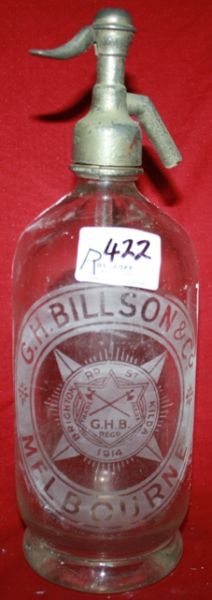 422
G.H. BILLSON & Co
BRIGHTON RD ST KILDA
G.H.B.
REGD
1914
MELBOURNE